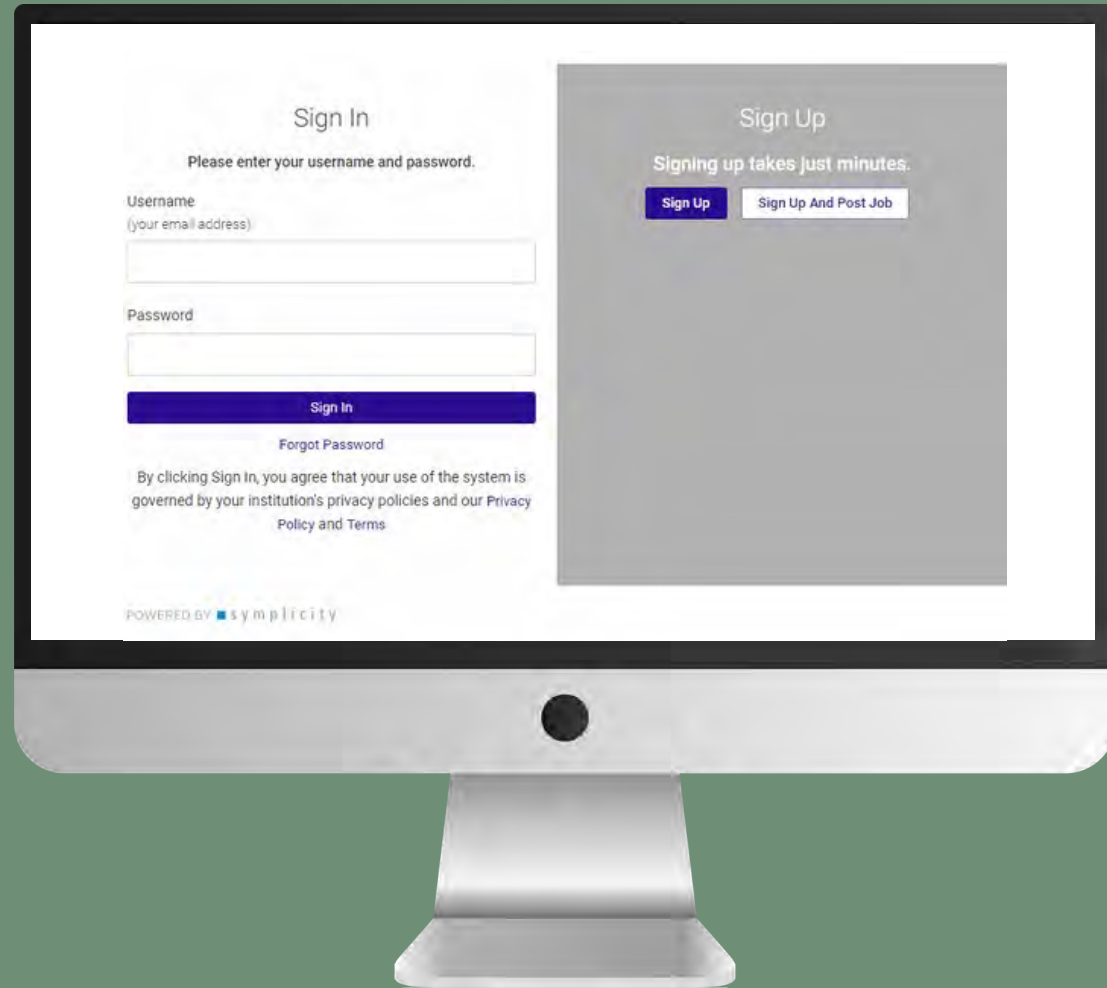 Sign In
Please enter your username and password.
Username
(your email address)
Password
Sign In
Forgot Password
By clicking Sign In, you agree that your use of the system is
governed by your institution's privacy policies and our Privacy
Policy and Terms
POWERED BY symplicity
Sign Up
Signing up takes just minutes.
Sign Up
Sign Up And Post Job